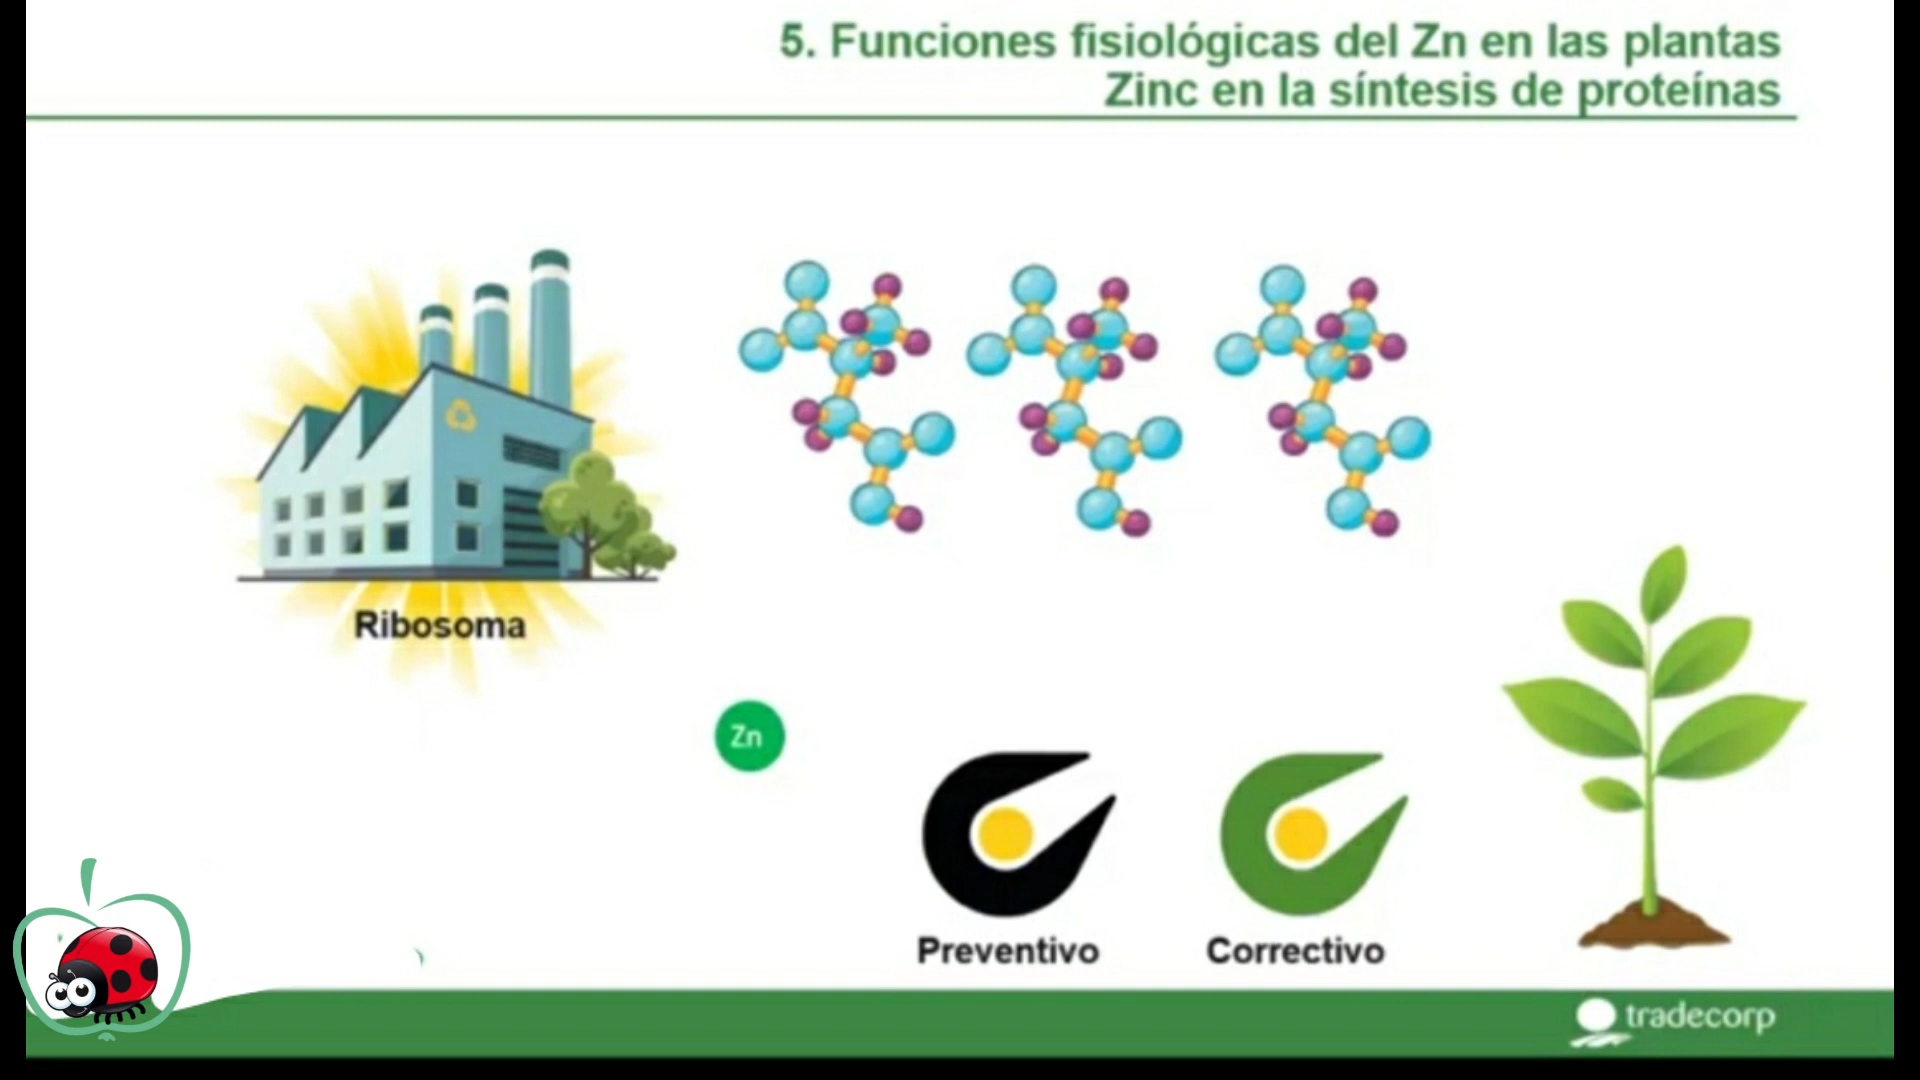 5. Funciones fisiológicas del Zn en las plantas
Zinc en la síntesis de proteínas
Ribosoma
Zn
Preventivo
Correctivo
tradecorp